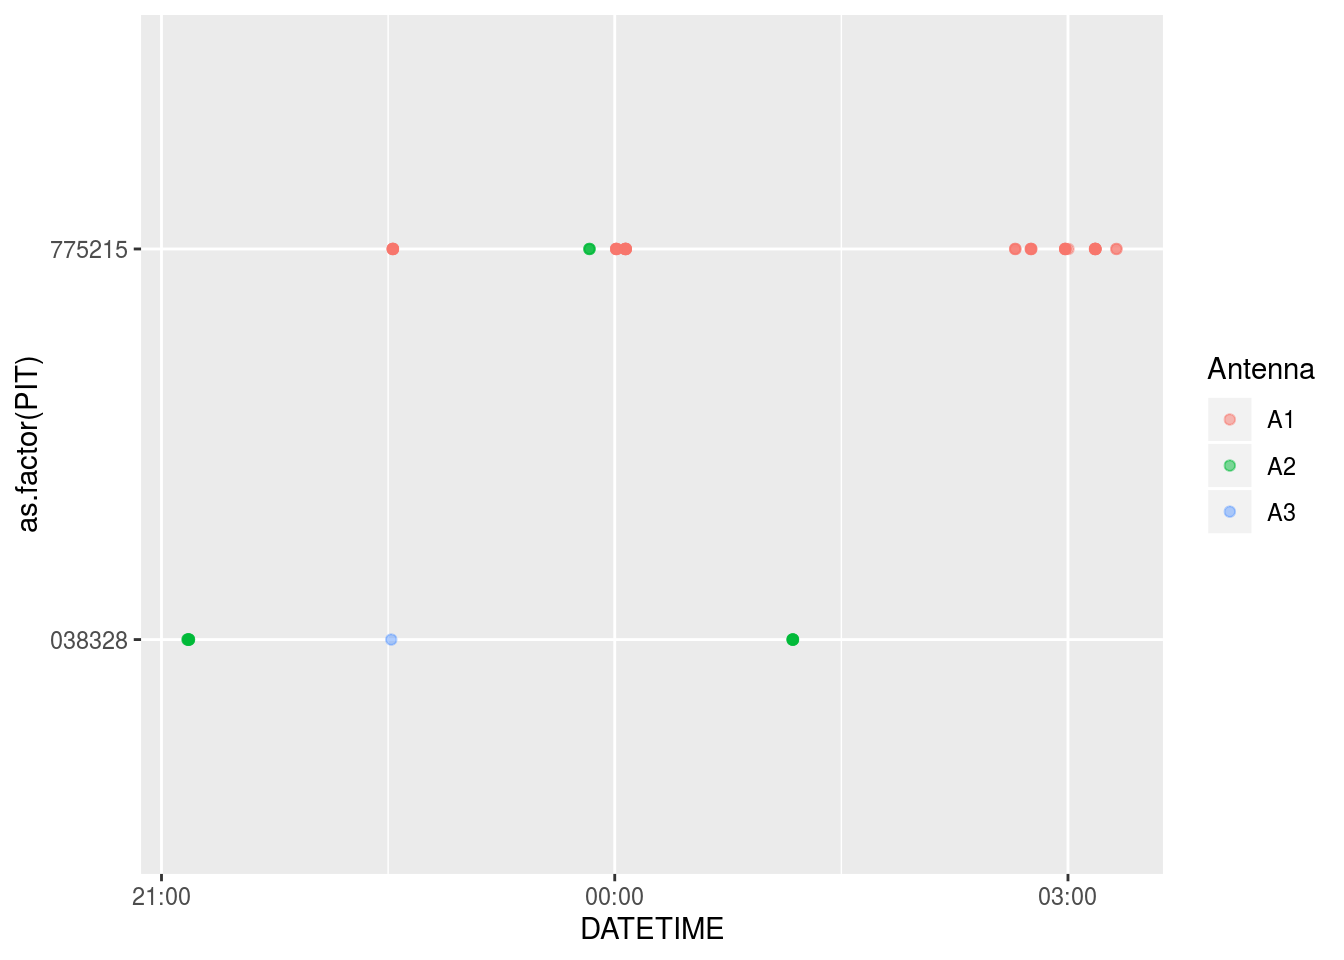 775215
038328
as.factor(PIT)
21:00
00:00
03:00
DATETIME
Antenna
A1
A2
A3